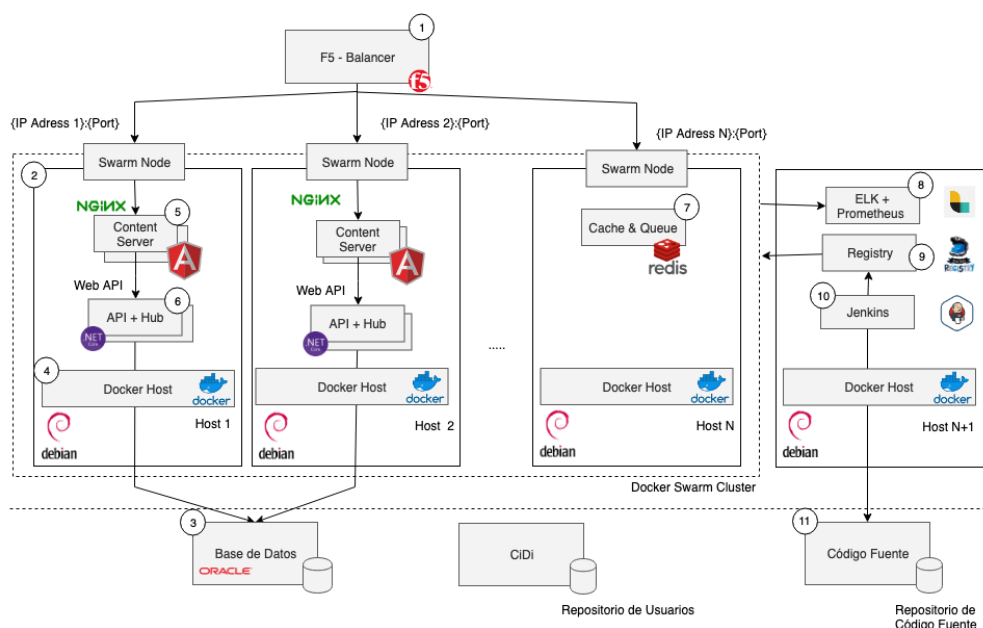 1
F5 - Balancer
f5
{IP Adress 1}:{Port}
{IP Adress 2}:{Port}
{IP Adress N}:{Port}
Swarm Node
Swarm Node
Swarm Node
2
NGINX
5
Content
Server
A
Web API
6
API + Hub
.NET
Core
4
Docker Host
docker
debian
Host 1
NGINX
Content
Server
A
Web API
API + Hub
.NET
Core
Docker Host
docker
debian
Host 2
.....
7
Cache & Queue
redis
Docker Host
docker
debian
Host N
8
ELK +
Prometheus
Registry
9
REGISTRY
10
Jenkins
Docker Host
docker
debian
Host N+1
Docker Swarm Cluster
3
Base de Datos
ORACLE
CiDi
Repositorio de Usuarios
11
Código Fuente
Repositorio de
Código Fuente